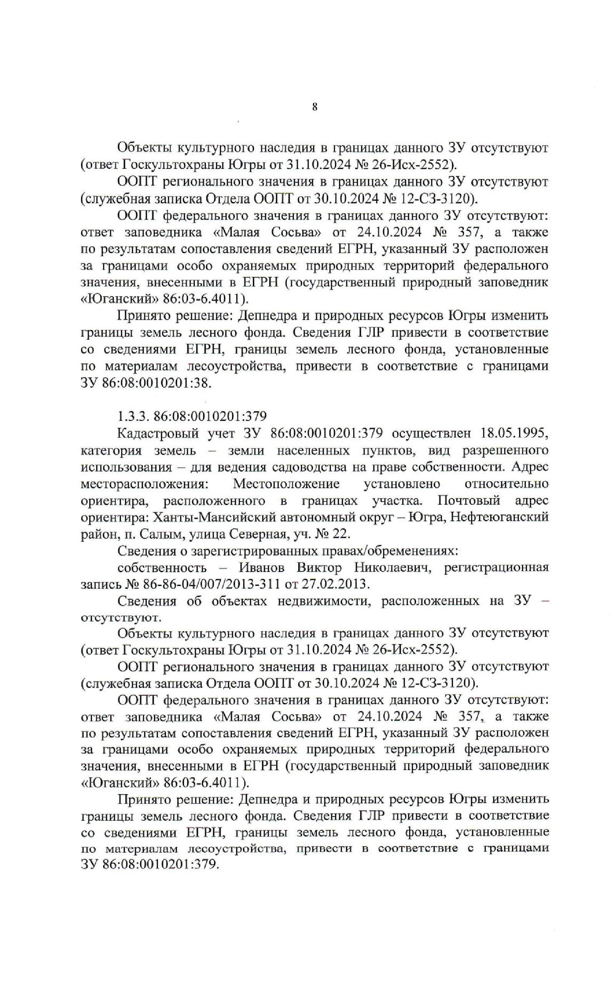 8
Объекты культурного наследия в границах данного ЗУ отсутствуют
(ответ Госкультохраны Югры от 31.10.2024 № 26-Исх-2552).
ООПТ регионального значения в границах данного ЗУ отсутствуют
(служебная записка Отдела ООПТ от 30.10.2024 № 12-СЗ-3120).
ООПТ федерального значения в границах данного ЗУ отсутствуют:
ответ заповедника «Малая Сосьва» от 24.10.2024 № 357, а также
по результатам сопоставления сведений ЕГРН, указанный ЗУ расположен
за границами особо охраняемых природных территорий федерального
значения, внесенными в ЕГРН (государственный природный заповедник
«Юганский» 86:03-6.4011).
Принято решение: Депнедра и природных ресурсов Югры изменить
границы земель лесного фонда. Сведения ГЛР привести в соответствие
со сведениями ЕГРН, границы земель лесного фонда, установленные
по материалам лесоустройства, привести в соответствие с границами
ЗУ 86:08:0010201:38.
1.3.3. 86:08:0010201:379
Кадастровый учет ЗУ 86:08:0010201:379 осуществлен 18.05.1995,
категория земель – земли населенных пунктов, вид разрешенного
использования – для ведения садоводства на праве собственности. Адрес
месторасположения: Местоположение установлено относительно
ориентира, расположенного в границах участка. Почтовый адрес
ориентира: Ханты-Мансийский автономный округ – Югра, Нефтеюганский
район, п. Салым, улица Северная, уч. № 22.
Сведения о зарегистрированных правах/обременениях:
собственность – Иванов Виктор Николаевич, регистрационная
запись № 86-86-04/007/2013-311 от 27.02.2013.
Сведения об объектах недвижимости, расположенных на ЗУ –
отсутствуют.
Объекты культурного наследия в границах данного ЗУ отсутствуют
(ответ Госкультохраны Югры от 31.10.2024 № 26-Исх-2552).
ООПТ регионального значения в границах данного ЗУ отсутствуют
(служебная записка Отдела ООПТ от 30.10.2024 № 12-СЗ-3120).
ООПТ федерального значения в границах данного ЗУ отсутствуют:
ответ заповедника «Малая Сосьва» от 24.10.2024 № 357, а также
по результатам сопоставления сведений ЕГРН, указанный ЗУ расположен
за границами особо охраняемых природных территорий федерального
значения, внесенными в ЕГРН (государственный природный заповедник
«Юганский» 86:03-6.4011).
Принято решение: Депнедра и природных ресурсов Югры изменить
границы земель лесного фонда. Сведения ГЛР привести в соответствие
со сведениями ЕГРН, границы земель лесного фонда, установленные
по материалам лесоустройства, привести в соответствие с границами
ЗУ 86:08:0010201:379.